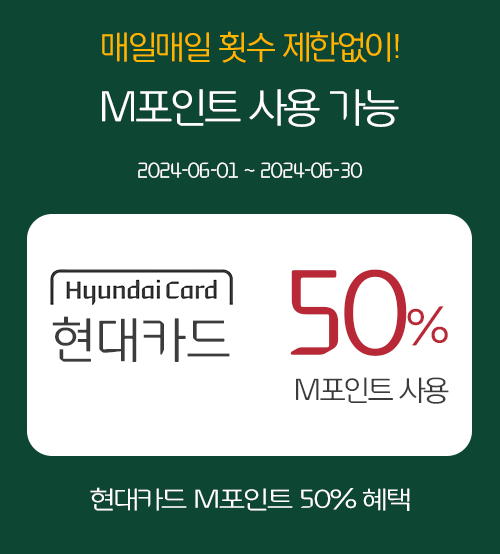 매일매일 횟수 제한없이!
M포인트 사용 가능
2024-06-01 ~ 2024-06-30
Hyundai Card
현대카드
50%
M포인트 사용
현대카드 M포인트 50% 혜택